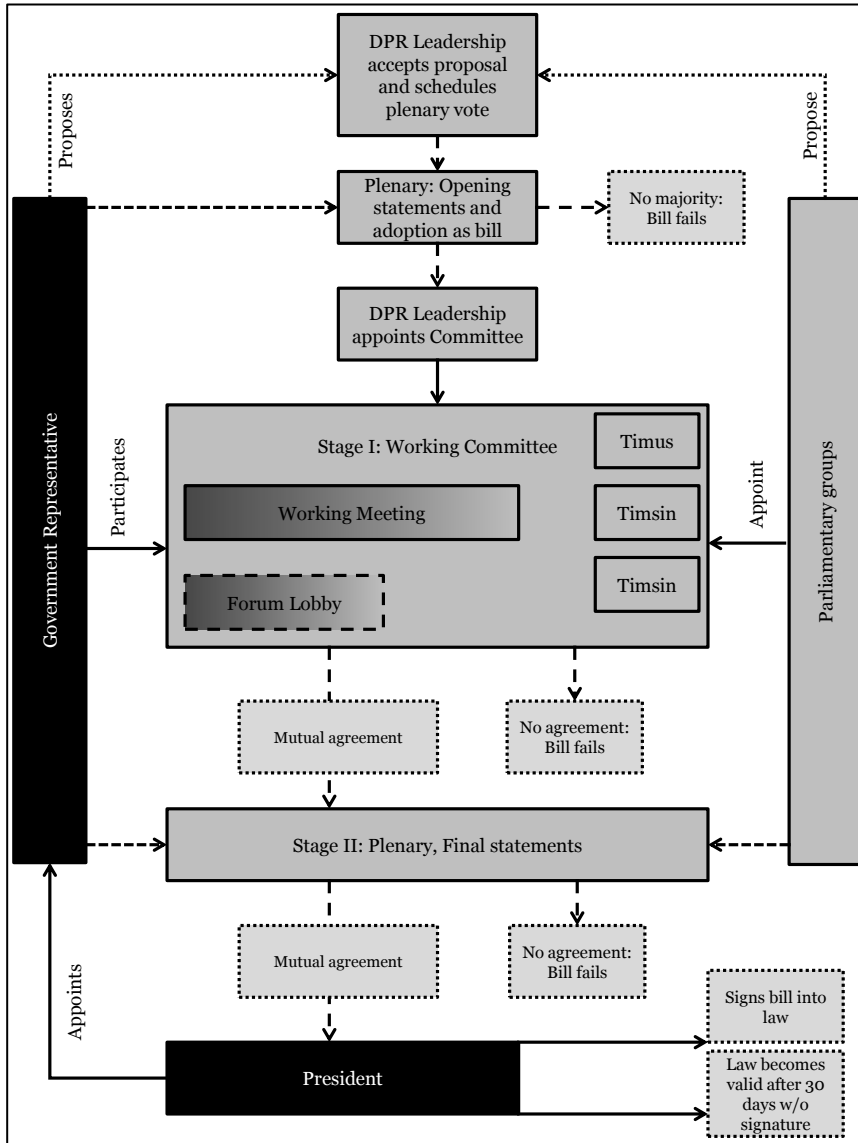 DPR Leadership
accepts proposal
and schedules
plenary vote
Proposes
Propose
Plenary: Opening
statements and
adoption as bill
No majority:
Bill fails
DPR Leadership
appoints Committee
Government Representative
Parliamentary groups
Participates
Appoint
Stage I: Working Committee
Timus
Working Meeting
Timsin
Forum Lobby
Timsin
Mutual agreement
No agreement:
Bill fails
Stage II: Plenary, Final statements
Mutual agreement
No agreement:
Bill fails
Appoints
Signs bill into
law
President
Law becomes
valid after 30
days w/o
signature